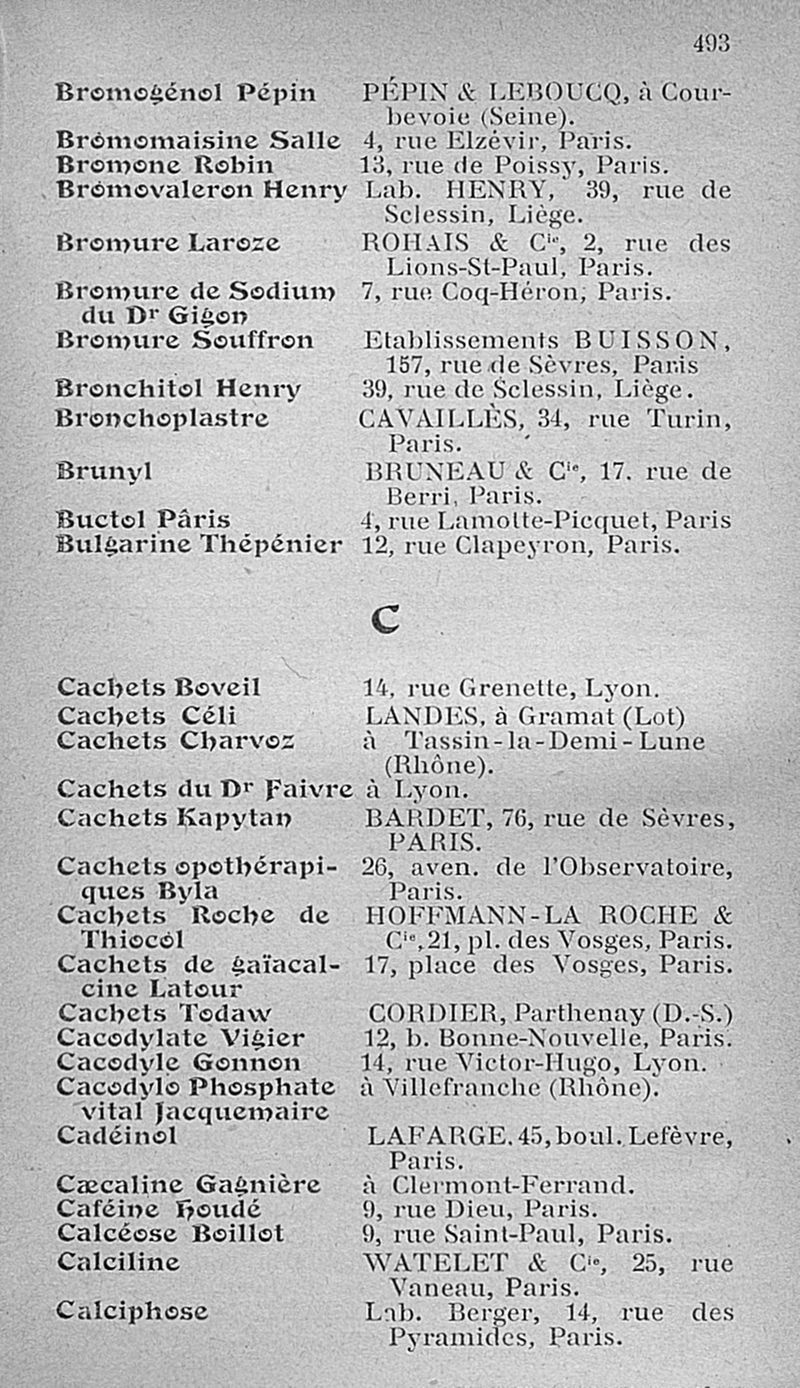 493
Bromogénol Pépin PÉPIN & LEBOUCQ, à Cour-
bevoie (Seine).
Brómomaisine Salle 4, rue Elzévir, Paris.
Bromone Robin 13, rue de Poissy, Paris.
Brómovaleron Henry Lab. HENRY, 39, rue de
Sclessin, Liège.
Bromure Laroze ROHAIS & Cie, 2, rue des
Lions-St-Paul, Paris.
Bromure de Sodium 7, rue Coq-Héron, Paris.
du Dr Gigon
Bromure Souffron Etablissements BUISSON,
157, rue de Sèvres, Paris
Bronchitol Henry 39, rue de Sclessin, Liège.
Bronchoplastre CAVAILLÈS, 34, rue Turin,
Paris.
Brunyl BRUNEAU & Cie, 17. rue de
Berri, Paris.
Buctol Pâris 4, rue Lamotte-Picquet, Paris
Bulgarine Thépénier 12, rue Clapeyron, Paris.
C
Cachets Boveil 14, rue Grenette, Lyon.
Cachets Céli LANDES, à Gramat (Lot)
Cachets Charvoz à Tassin-la-Demi-Lune
(Rhône).
Cachets du Dr Faivre à Lyon.
Cachets Kapytan BARDET, 76, rue de Sèvres,
PARIS.
Cachets opothérapi- 26, aven. de l'Observatoire,
ques Byla Paris.
Cachets Roche de HOFFMANN-LA ROCHE &
Thiocól Cie, 21, pl. des Vosges, Paris.
Cachets de gaïacal- 17, place des Vosges, Paris.
cine Latour
Cachets Todaw CORDIER, Parthenay (D.-S.)
Cacodylate Vigier 12, b. Bonne-Nouvelle, Paris.
Cacodyle Gonnon 14, rue Victor-Hugo, Lyon.
Cacodylo Phosphate à Villefranche (Rhône).
vital Jacquemaire
Cadéinol LAFARGE. 45, boul. Lefèvre,
Paris.
Cæcaline Gagnière à Clermont-Ferrand.
Caféine Houdé 9, rue Dieu, Paris.
Calcéose Boillot 9, rue Saint-Paul, Paris.
Calciline WATELET & Cie, 25, rue
Vaneau, Paris.
Calciphose Lab. Berger, 14, rue des
Pyramides, Paris.